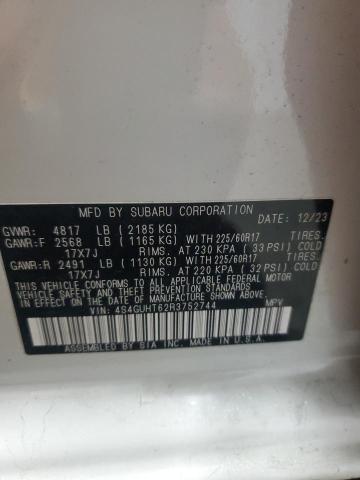 MFD BY SUBARU CORPORATION DATE: 12/23
GVWR: 4817 LB ( 2185 KG)
GAWR:F 2568 LB ( 1165 KG) WITH 225/60R17 TIRES.
17X7J RIMS. AT 230 KPA ( 33 PSI) COLD
GAWR:R 2491 LB ( 1130 KG) WITH 225/60R17 TIRES.
17X7J RIMS. AT 220 KPA ( 32 PSI) COLD
THIS VEHICLE CONFORMS TO ALL APPLICABLE FEDERAL MOTOR
VEHICLE SAFETY AND BUMPER STANDARDS
IN EFFECT ON THE DATE OF MANUFACTURE SHOWN ABOVE.
VIN: 4S4GUHT62R3752744 MPV
ASSEMBLED BY SIA INC. MADE IN U.S.A.